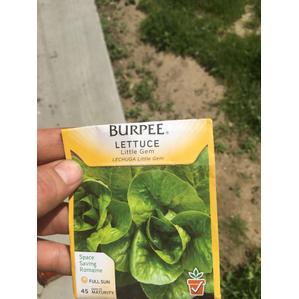 BURPEE®
LETTUCE
Little Gem
LECHUGA Little Gem
Space
Saving
Romaine
FULL SUN
45
MATURITY